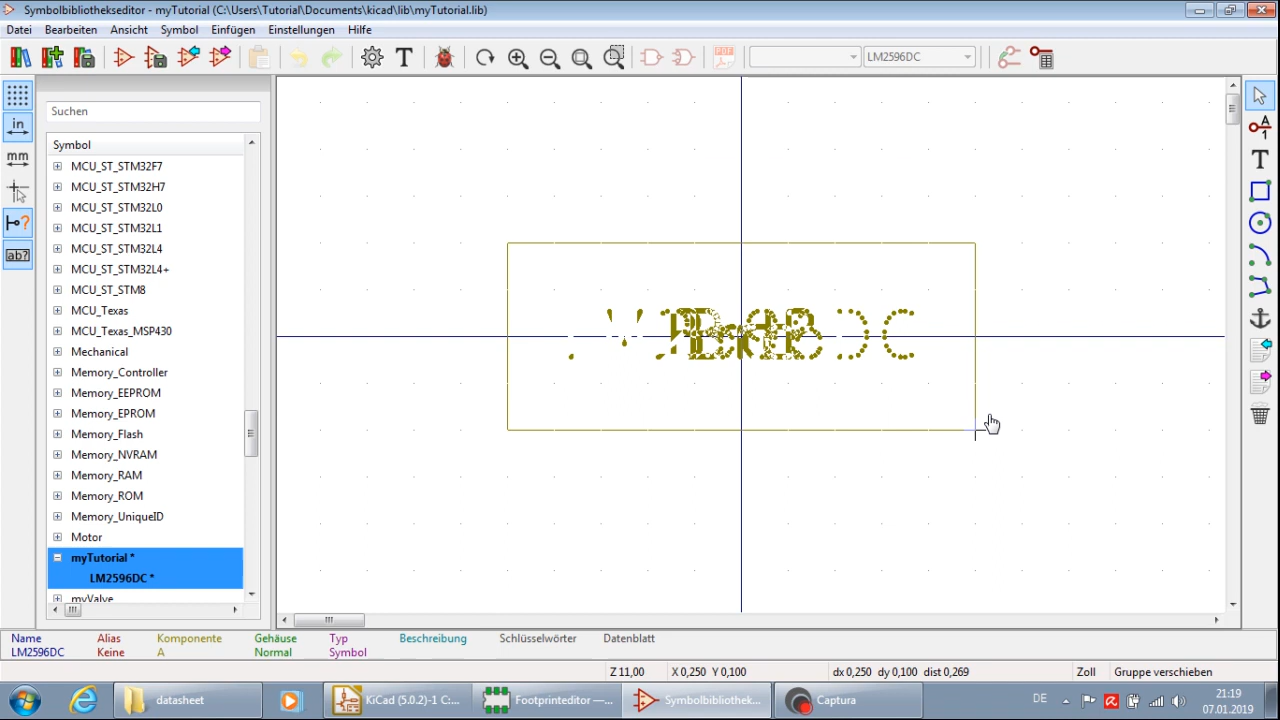 Symbolbibliothekseditor - myTutorial (C:\Users\Tutorial\Documents\kicad\lib\myTutorial.lib)
Datei Bearbeiten Ansicht Symbol Einfügen Einstellungen Hilfe
T PDF LM2596DC
in
mm
ab?
Suchen
Symbol
MCU_ST_STM32F7
MCU_ST_STM32H7
MCU_ST_STM32L0
MCU_ST_STM32L1
MCU_ST_STM32L4
MCU_ST_STM32L4+
MCU_ST_STM8
MCU_Texas
MCU_Texas_MSP430
Mechanical
Memory_Controller
Memory_EEPROM
Memory_EPROM
Memory_Flash
Memory_NVRAM
Memory_RAM
Memory_ROM
Memory_UniqueID
Motor
myTutorial *
LM2596DC *
myValve
A
1
T
Name Alias Komponente Gehäuse Typ Beschreibung Schlüsselwörter Datenblatt
LM2596DC Keine A Normal Symbol
Z 11,00 X 0,250 Y 0,100 dx 0,250 dy 0,100 dist 0,269 Zoll Gruppe verschieben
datasheet KiCad (5.0.2)-1 C:... Footprinteditor —... Symbolbibliothek... Captura DE 21:19
07.01.2019